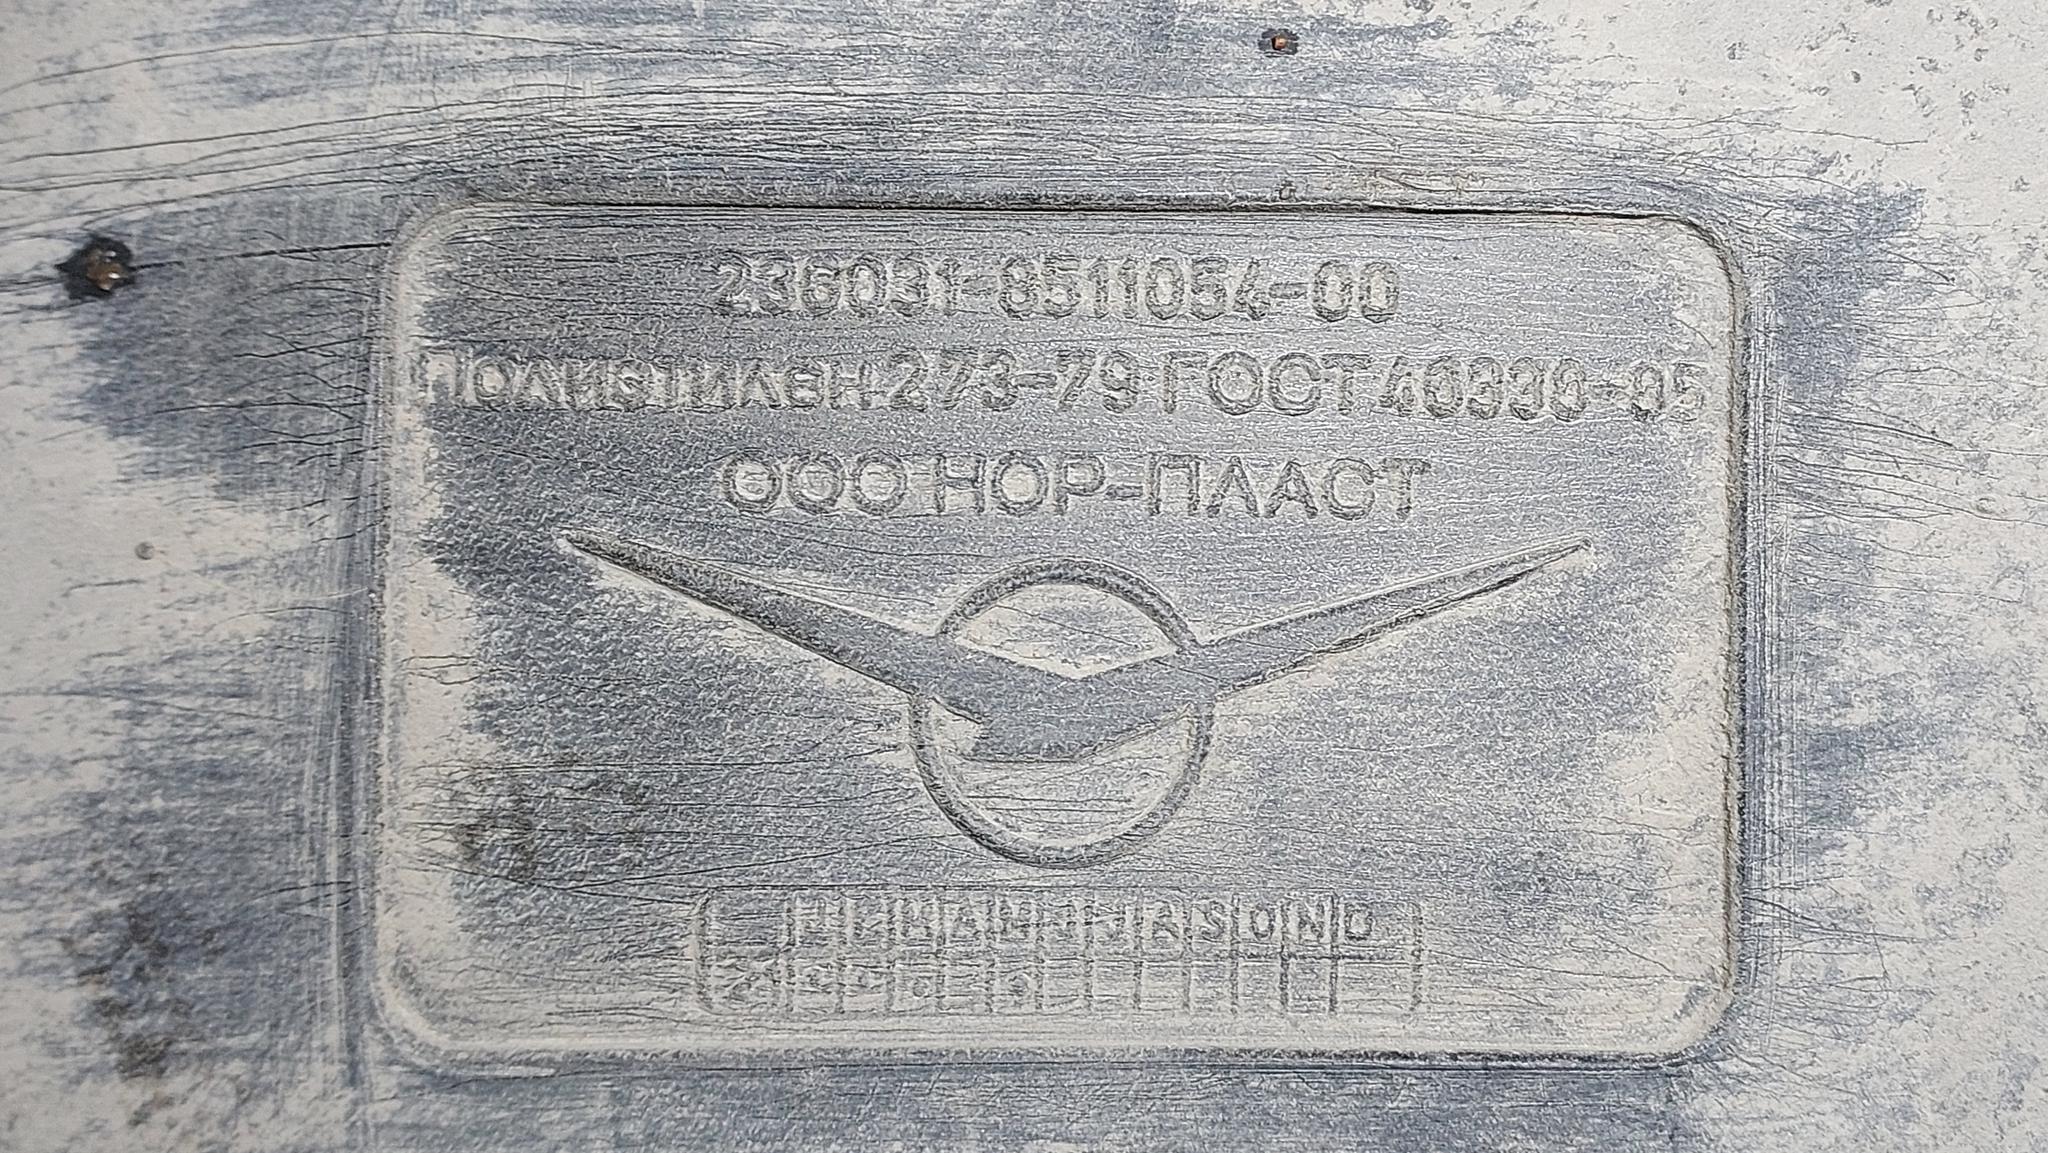 236031-8511054-00
ПОЛИЭТИЛЕН 273-79 ГОСТ 16338-85
ООО НОР-ПЛАСТ
J F M A M J J A S O N D